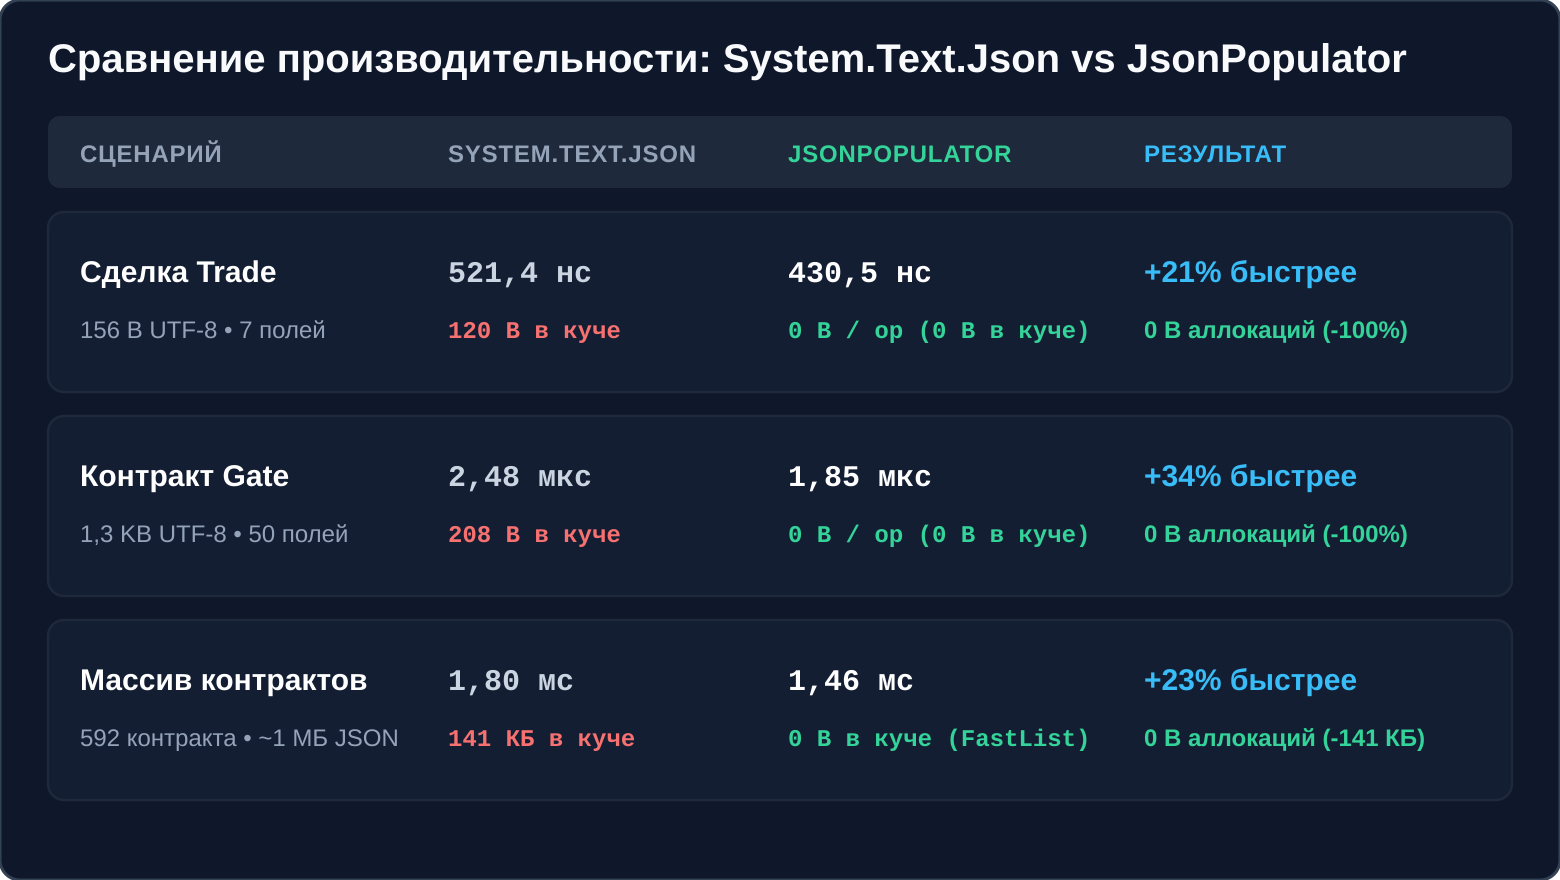 Сравнение производительности: System.Text.Json vs JsonPopulator
СЦЕНАРИЙ SYSTEM.TEXT.JSON JSONPOPULATOR РЕЗУЛЬТАТ
Сделка Trade 521,4 нс 430,5 нс +21% быстрее
156 B UTF-8 • 7 полей 120 B в куче 0 B / op (0 B в куче) 0 B аллокаций (-100%)
Контракт Gate 2,48 мкс 1,85 мкс +34% быстрее
1,3 KB UTF-8 • 50 полей 208 B в куче 0 B / op (0 B в куче) 0 B аллокаций (-100%)
Массив контрактов 1,80 мс 1,46 мс +23% быстрее
592 контракта • ~1 МБ JSON 141 КБ в куче 0 B в куче (FastList) 0 B аллокаций (-141 КБ)